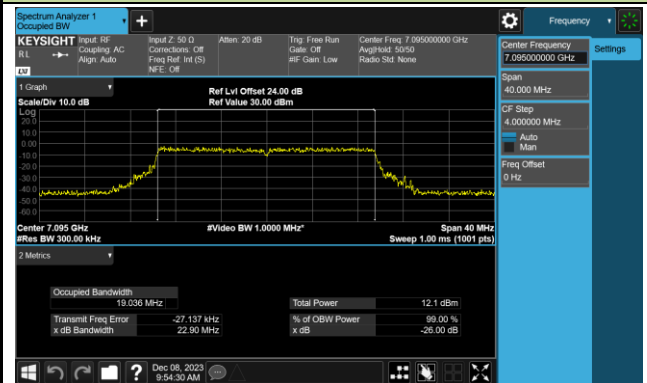 Spectrum Analyzer 1
Occupied BW
Frequency
KEYSIGHT
R L
LXI
Input: RF
Coupling: AC
Align: Auto
Input Z: 50 Ω
Corrections: Off
Freq Ref: Int (S)
NFE: Off
Atten: 20 dB
Trig: Free Run
Gate: Off
#IF Gain: Low
Center Freq: 7.095000000 GHz
Avg|Hold: 50/50
Radio Std: None
Center Frequency
7.095000000 GHz
Settings
Span
40.000 MHz
CF Step
4.000000 MHz
Auto
Man
Freq Offset
0 Hz
1 Graph
Scale/Div 10.0 dB
Ref Lvl Offset 24.00 dB
Ref Value 30.00 dBm
Log
20.0
10.0
0.00
-10.0
-20.0
-30.0
-40.0
-50.0
-60.0
Center 7.095 GHz
#Video BW 1.0000 MHz*
Span 40 MHz
#Res BW 300.00 kHz
Sweep 1.00 ms (1001 pts)
2 Metrics
Occupied Bandwidth
19.036 MHz
Total Power 12.1 dBm
Transmit Freq Error -27.137 kHz
% of OBW Power 99.00 %
x dB Bandwidth 22.90 MHz
x dB -26.00 dB
?
Dec 08, 2023
9:54:30 AM